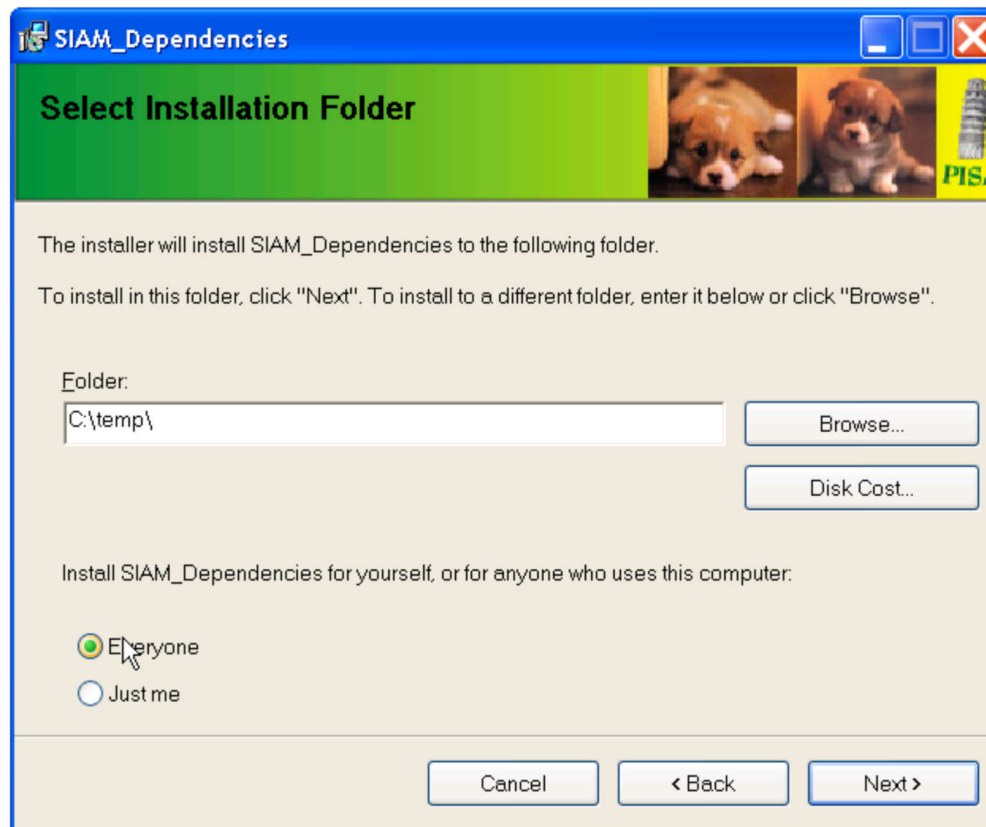 SIAM_Dependencies
Select Installation Folder
The installer will install SIAM_Dependencies to the following folder.
To install in this folder, click "Next". To install to a different folder, enter it below or click "Browse".
Folder:
C:\temp\
Browse...
Disk Cost...
Install SIAM_Dependencies for yourself, or for anyone who uses this computer:
Everyone
Just me
Cancel
< Back
Next >